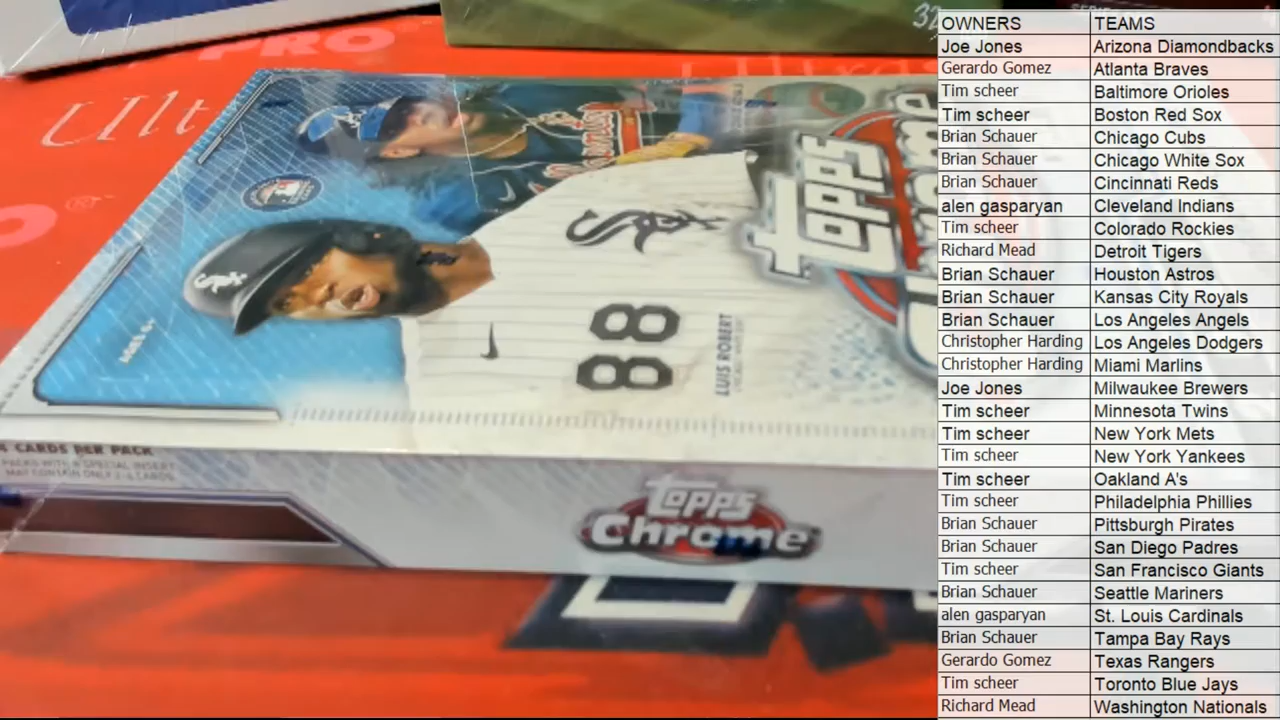 OWNERS TEAMS
Joe Jones Arizona Diamondbacks
Gerardo Gomez Atlanta Braves
Tim scheer Baltimore Orioles
Tim scheer Boston Red Sox
Brian Schauer Chicago Cubs
Brian Schauer Chicago White Sox
Brian Schauer Cincinnati Reds
alen gasparyan Cleveland Indians
Tim scheer Colorado Rockies
Richard Mead Detroit Tigers
Brian Schauer Houston Astros
Brian Schauer Kansas City Royals
Brian Schauer Los Angeles Angels
Christopher Harding Los Angeles Dodgers
Christopher Harding Miami Marlins
Joe Jones Milwaukee Brewers
Tim scheer Minnesota Twins
Tim scheer New York Mets
Tim scheer New York Yankees
Tim scheer Oakland A's
Tim scheer Philadelphia Phillies
Brian Schauer Pittsburgh Pirates
Brian Schauer San Diego Padres
Tim scheer San Francisco Giants
Brian Schauer Seattle Mariners
alen gasparyan St. Louis Cardinals
Brian Schauer Tampa Bay Rays
Gerardo Gomez Texas Rangers
Tim scheer Toronto Blue Jays
Richard Mead Washington Nationals
32
PRO
Ult
Sox
88
LUIS ROBERT
Topps
4 CARDS PER PACK
Topps
Chrome